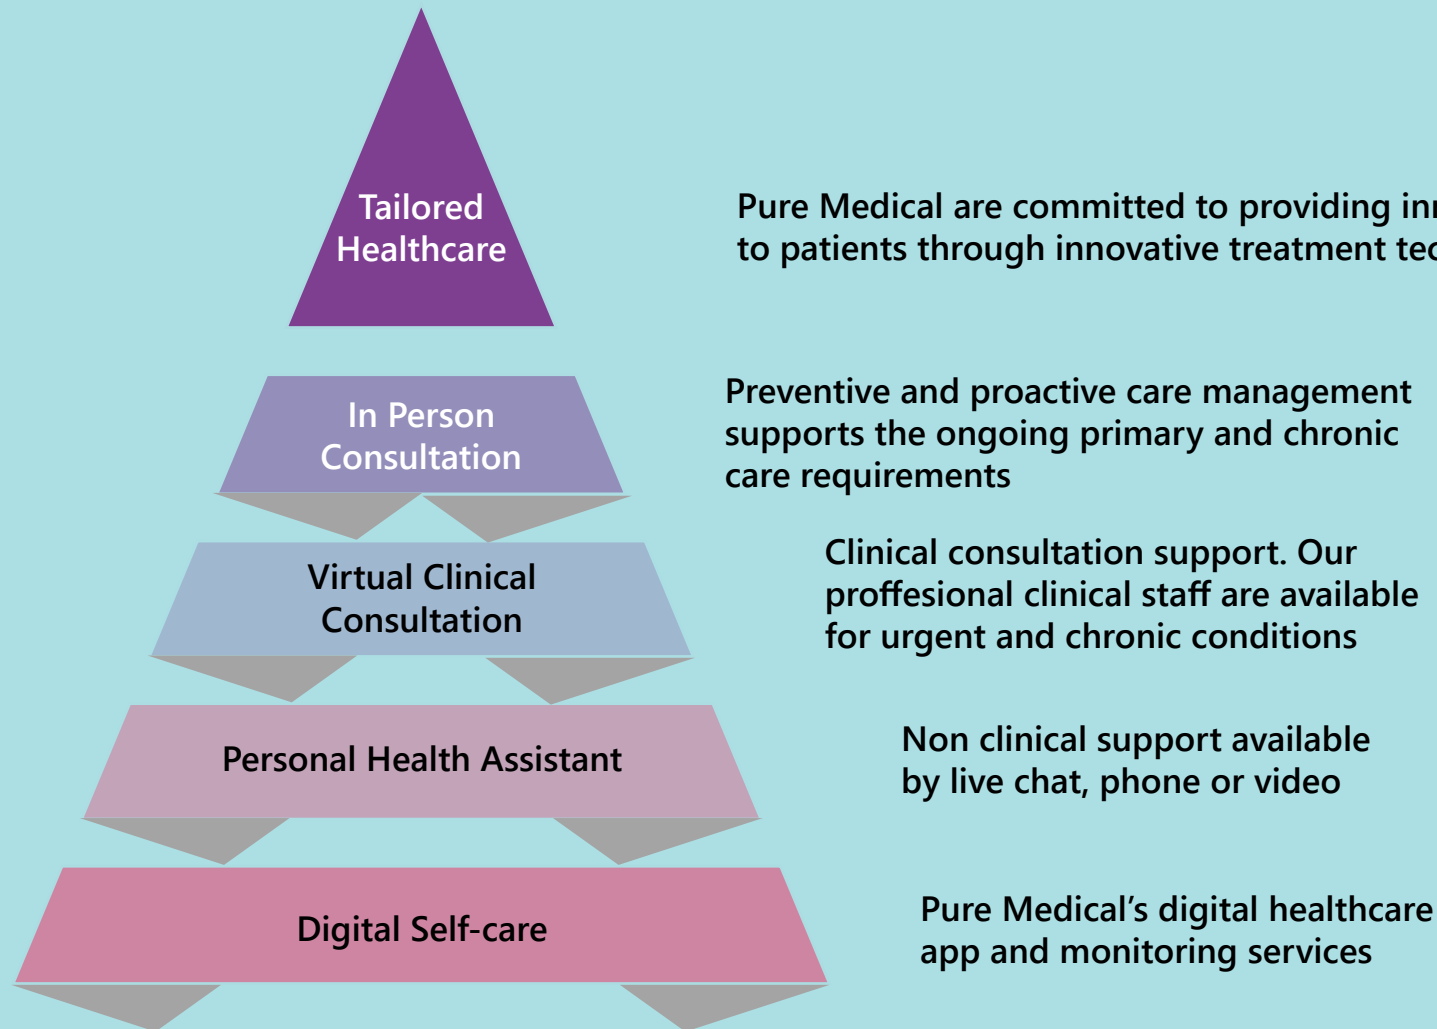 Tailored
Healthcare
Pure Medical are committed to providing
to patients through innovative treatment
In Person
Consultation
Preventive and proactive care management
supports the ongoing primary and chronic
care requirements
Virtual Clinical
Consultation
Clinical consultation support. Our
proffesional clinical staff are available
for urgent and chronic conditions
Personal Health Assistant
Non clinical support available
by live chat, phone or video
Digital Self-care
Pure Medical’s digital healthcare
app and monitoring services